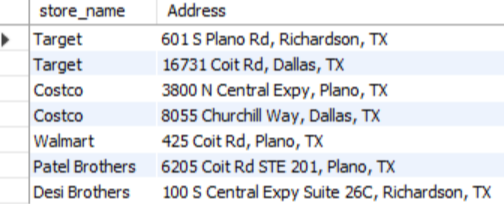 store_name Address
Target 601 S Plano Rd, Richardson, TX
Target 16731 Coit Rd, Dallas, TX
Costco 3800 N Central Expy, Plano, TX
Costco 8055 Churchill Way, Dallas, TX
Walmart 425 Coit Rd, Plano, TX
Patel Brothers 6205 Coit Rd STE 201, Plano, TX
Desi Brothers 100 S Central Expy Suite 26C, Richardson, TX